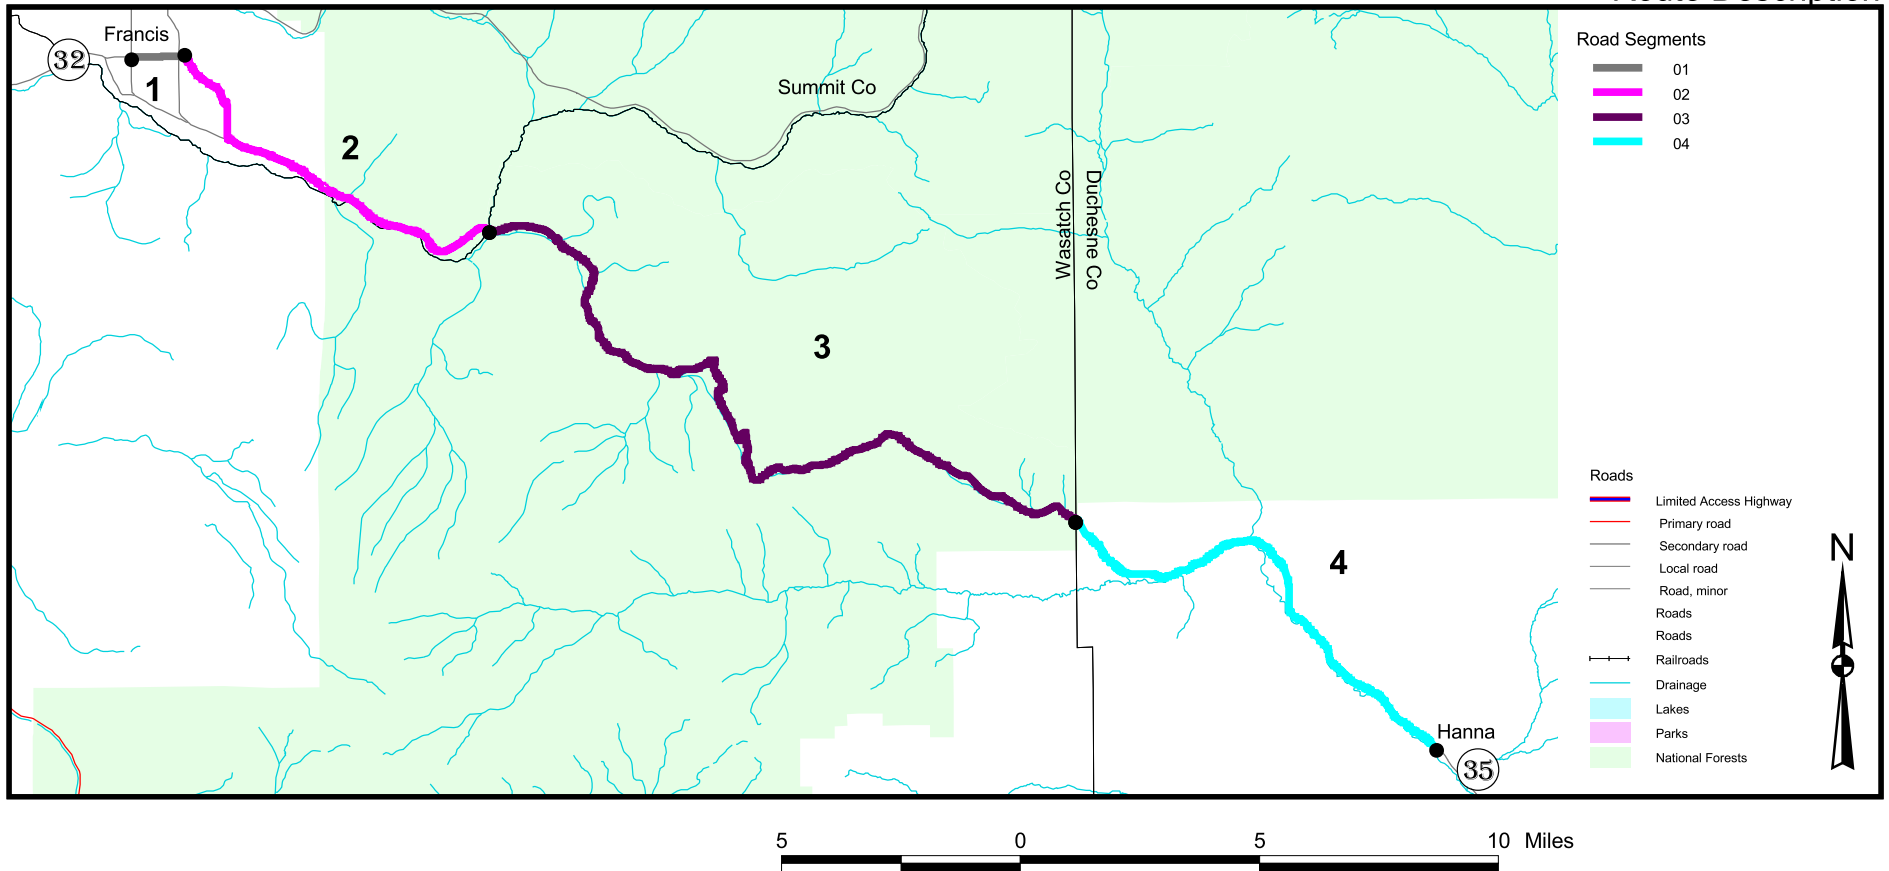 Route Description
Francis
32
1
2
Summit Co
Wasatch Co
Duchesne Co
3
4
Hanna
35
Road Segments
01
02
03
04
Roads
Limited Access Highway
Primary road
Secondary road
Local road
Road, minor
Roads
Roads
Railroads
Drainage
Lakes
Parks
National Forests
N
5 0 5 10 Miles